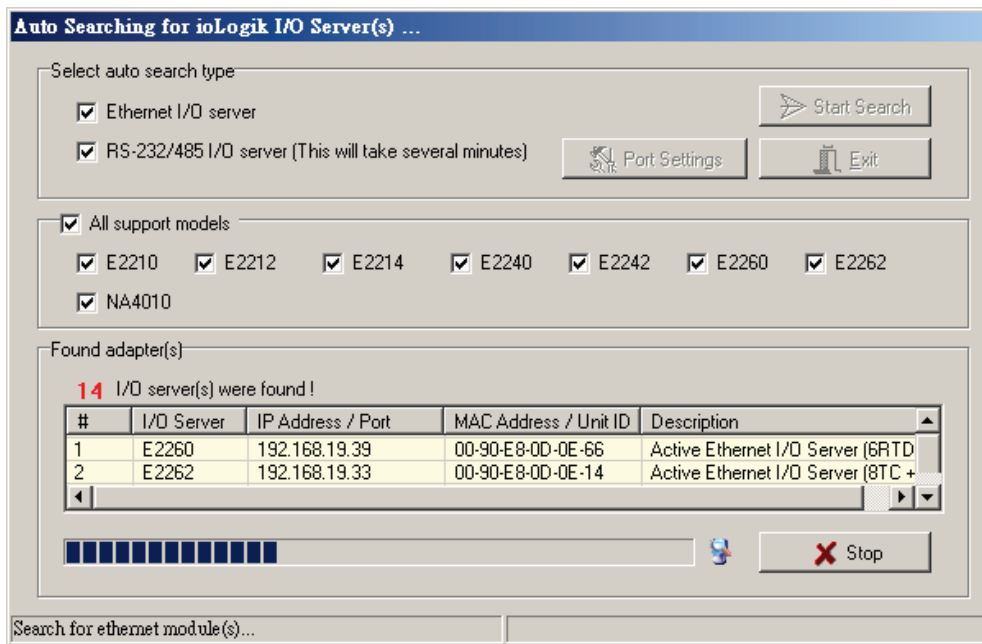 Auto Searching for ioLogik I/O Server(s) ...
Select auto search type
Ethernet I/O server
Start Search
RS-232/485 I/O server (This will take several minutes)
Port Settings
Exit
All support models
E2210 E2212 E2214 E2240 E2242 E2260 E2262
NA4010
Found adapter(s)
14 I/O server(s) were found !
# I/O Server IP Address / Port MAC Address / Unit ID Description
1 E2260 192.168.19.39 00-90-E8-0D-0E-66 Active Ethernet I/O Server (6RTD
2 E2262 192.168.19.33 00-90-E8-0D-0E-14 Active Ethernet I/O Server (8TC +
Stop
Search for ethernet module(s)...